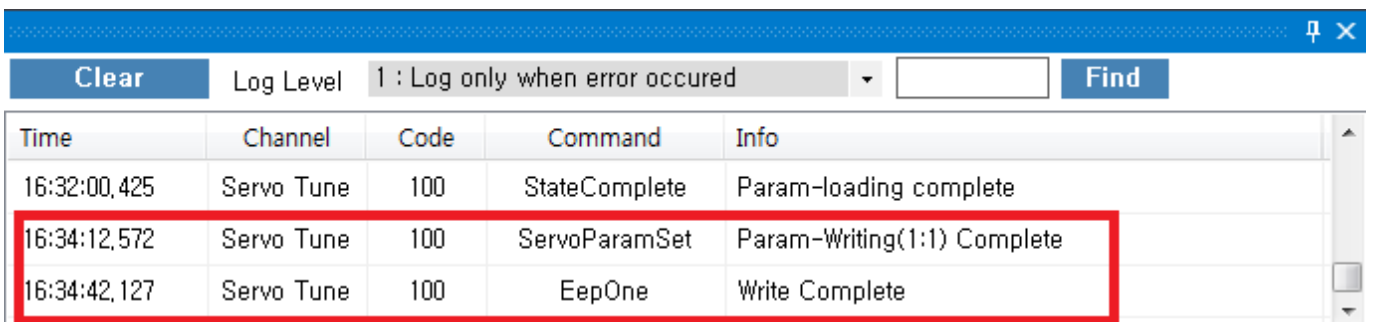 Clear Log Level 1 : Log only when error occured Find
Time Channel Code Command Info
16:32:00,425 Servo Tune 100 StateComplete Param-loading complete
16:34:12,572 Servo Tune 100 ServoParamSet Param-Writing(1:1) Complete
16:34:42,127 Servo Tune 100 EepOne Write Complete